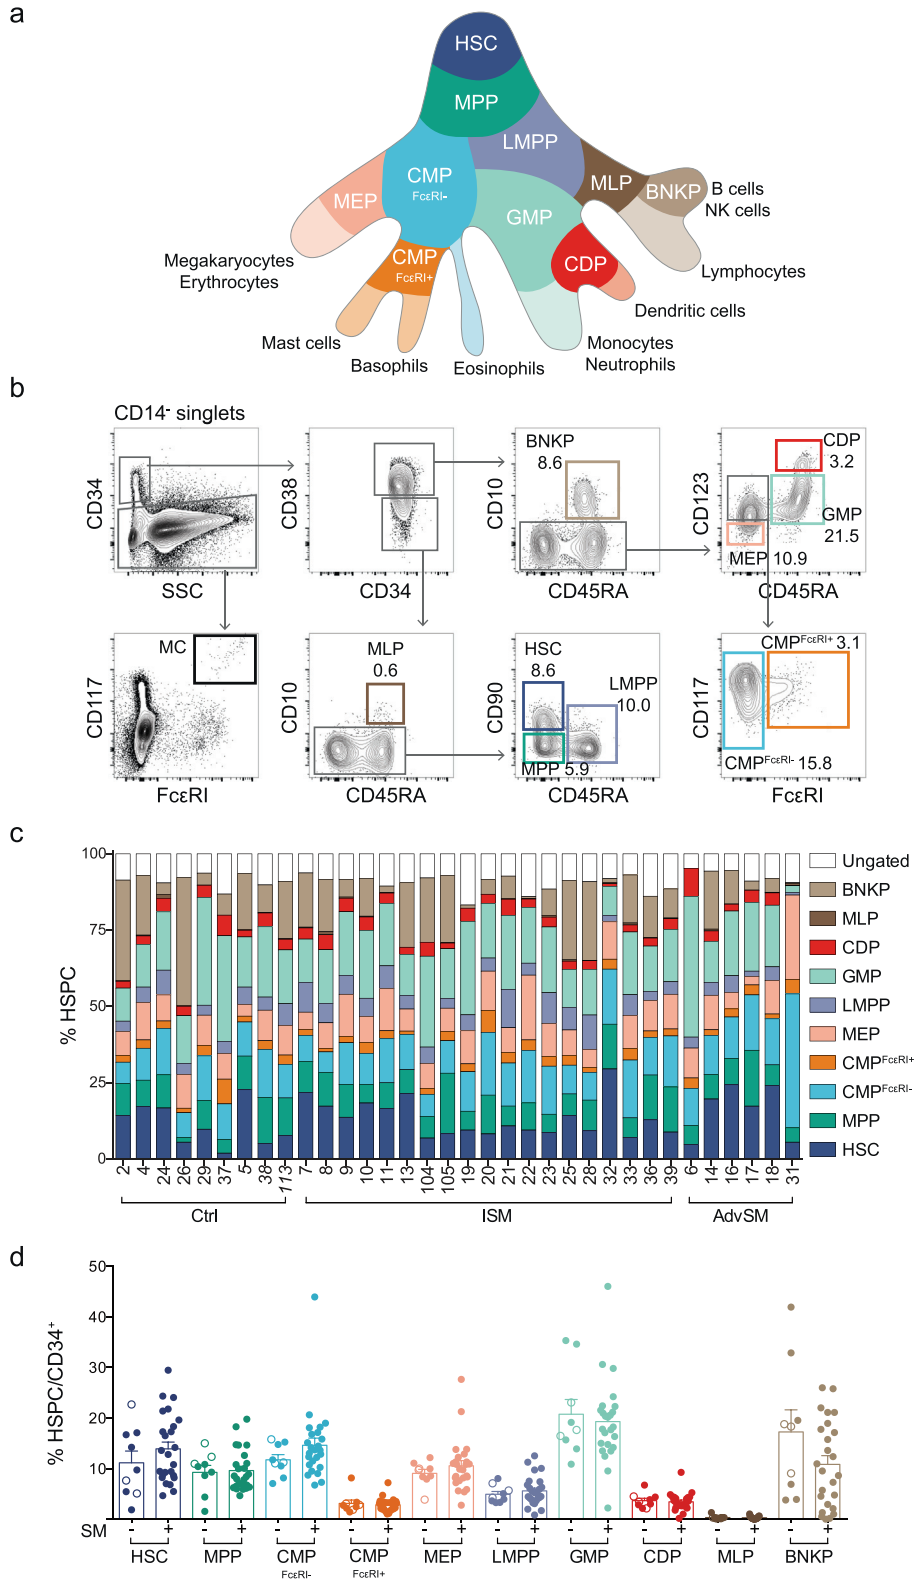 a
HSC
MPP
LMPP
CMP
FcεRI-
MLP
BNKP
B cells
NK cells
MEP
GMP
CMP
FcεRI+
CDP
Megakaryocytes
Erythrocytes
Lymphocytes
Dendritic cells
Mast cells
Basophils
Eosinophils
Monocytes
Neutrophils
b
CD14- singlets
CD34
SSC
CD38
CD34
BNKP
8.6
CD10
CD45RA
CDP
3.2
CD123
GMP
21.5
MEP 10.9
CD45RA
MC
CD117
FcεRI
MLP
0.6
CD10
CD45RA
HSC
8.6
LMPP
10.0
CD90
MPP 5.9
CD45RA
CMPFcεRI+ 3.1
CD117
CMPFcεRI- 15.8
FcεRI
c
% HSPC
100
75
50
25
0
2 4 24 26 29 37 5 38 113 7 8 9 10 11 13 104 105 19 20 21 22 23 25 28 32 33 36 39 6 14 16 17 18 31
Ctrl ISM AdvSM
Ungated
BNKP
MLP
CDP
GMP
LMPP
MEP
CMPFcεRI+
CMPFcεRI-
MPP
HSC
d
% HSPC/CD34+
50
40
30
20
10
SM - + - + - + - + - + - + - + - + - + - +
HSC MPP CMP CMP MEP LMPP GMP CDP MLP BNKP
FcεRI- FcεRI+